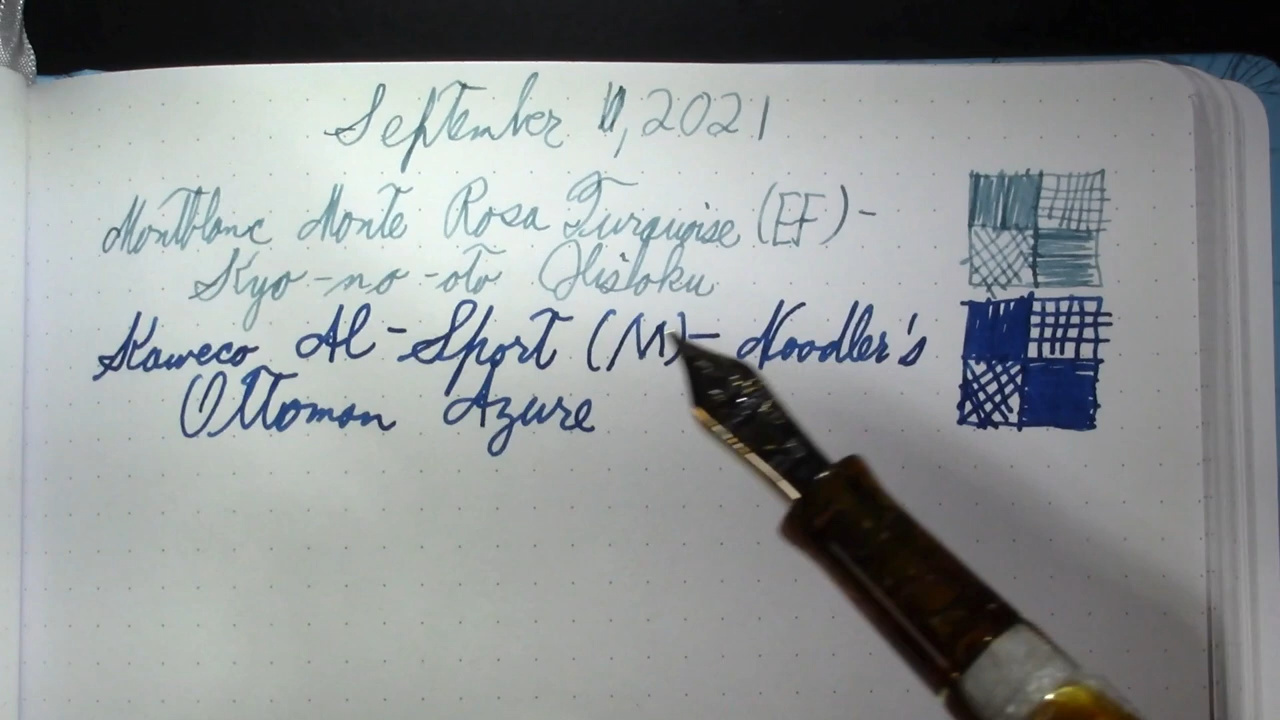 September 11, 2021
Montblanc Monte Rosa Turquoise (EF) -
Kyo-no-oto Hisoku
Kaweco Al-Sport (M) - Noodler's
Ottoman Azure